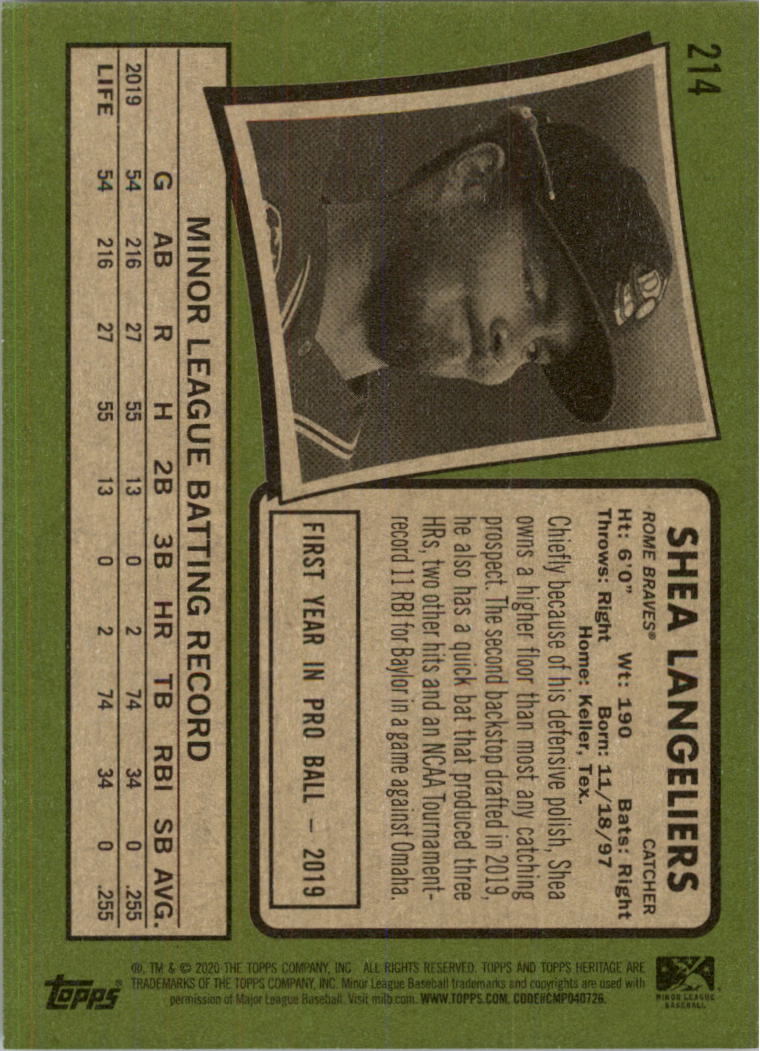 214
SHEA LANGELIERS
ROME BRAVES® CATCHER
Ht: 6'0" Wt: 190 Bats: Right
Throws: Right Born: 11/18/97
Home: Keller, Tex.
Chiefly because of his defensive polish, Shea
owns a higher floor than most any catching
prospect. The second backstop drafted in 2019,
he also has a quick bat that produced three
HRs, two other hits and an NCAA Tournament-
record 11 RBI for Baylor in a game against Omaha.
FIRST YEAR IN PRO BALL – 2019
MINOR LEAGUE BATTING RECORD
G AB R H 2B 3B HR TB RBI SB AVG.
2019 54 216 27 55 13 0 2 74 34 0 .255
LIFE 54 216 27 55 13 0 2 74 34 0 .255
®, TM & © 2020 THE TOPPS COMPANY, INC ALL RIGHTS RESERVED. TOPPS AND TOPPS HERITAGE ARE
TRADEMARKS OF THE TOPPS COMPANY, INC. Minor League Baseball trademarks and copyrights are used with
permission of Major League Baseball. Visit milb.com. WWW.TOPPS.COM. CODE#CMP040726.
MINOR LEAGUE
BASEBALL
topps®